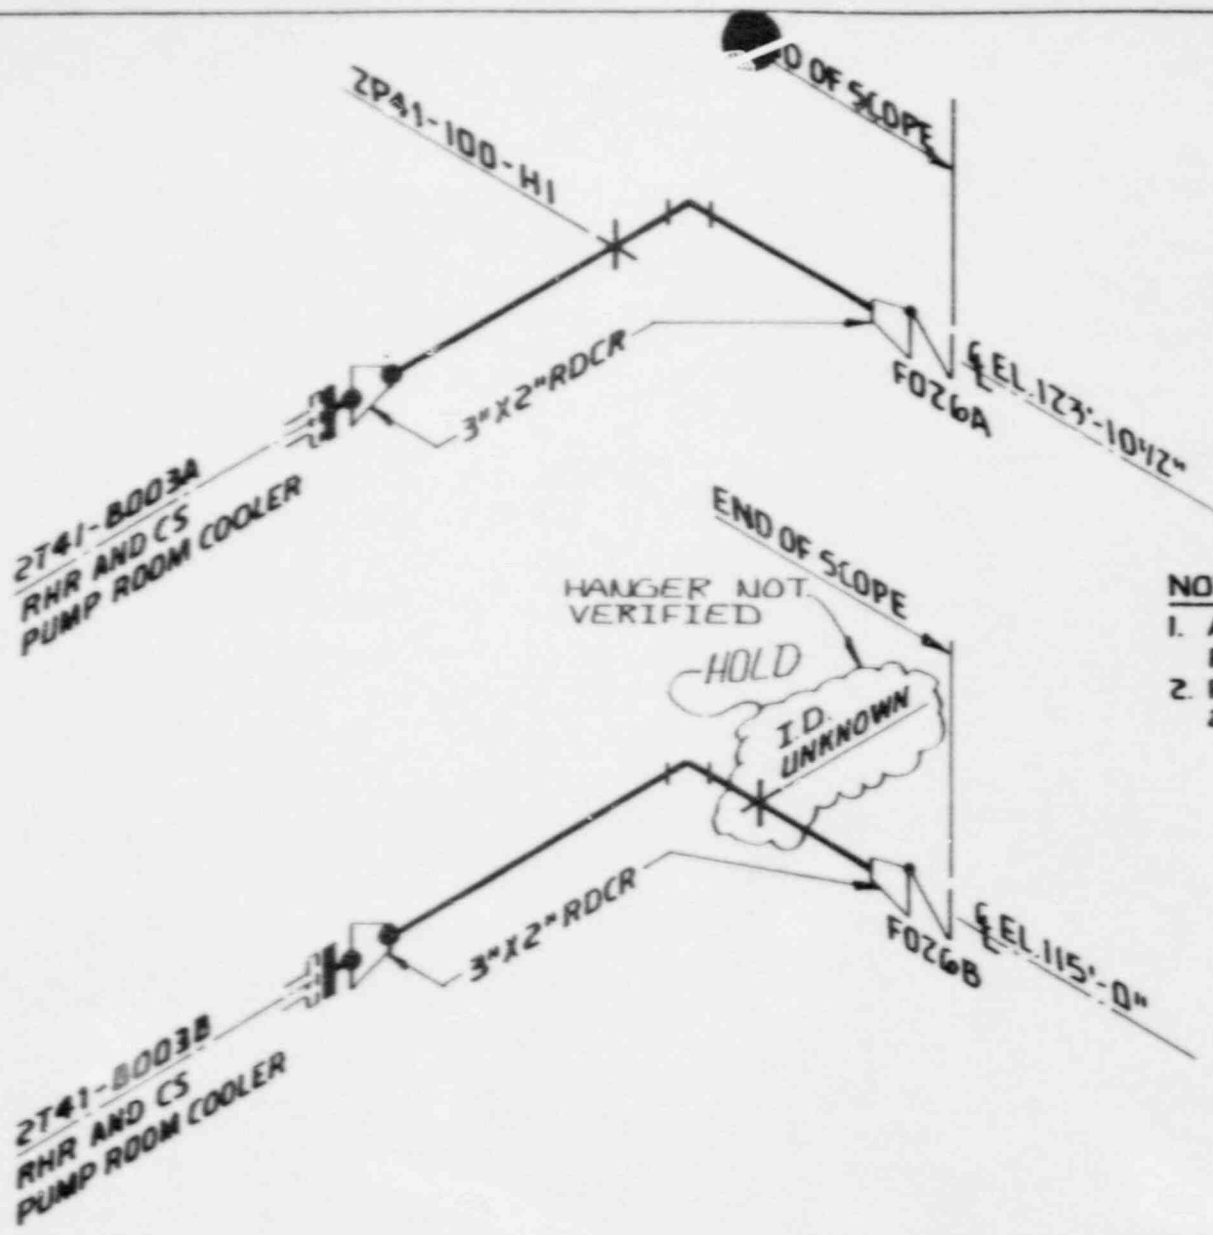 2P41-100-H1
D OF SCOPE
3"X2"RDCR
F026A
℄ EL.123'-10½"
2T41-B003A
RHR AND CS
PUMP ROOM COOLER
END OF SCOPE
HANGER NOT
VERIFIED
HOLD
I.D.
UNKNOWN
NO
1. A
2.
3"X2"RDCR
F026B
℄ EL.115'-0"
2T41-B003B
RHR AND CS
PUMP ROOM COOLER